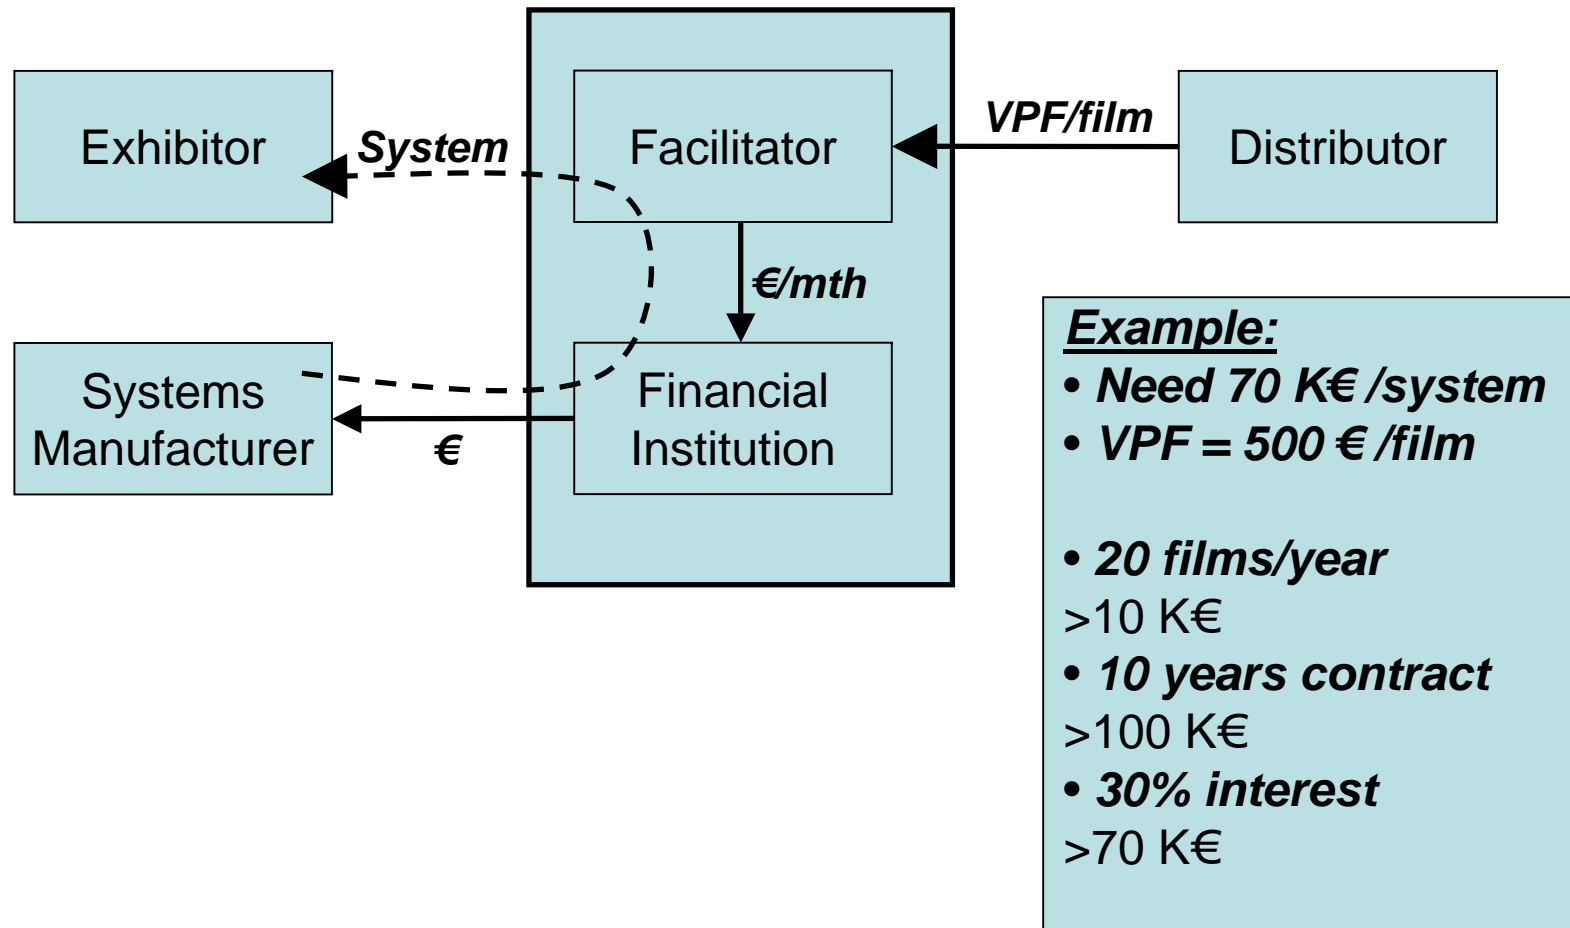 Exhibitor
System
Facilitator
VPF/film
Distributor
€/mth
Systems
Manufacturer
€
Financial
Institution
Example:
• Need 70 K€ /system
• VPF = 500 € /film
• 20 films/year
>10 K€
• 10 years contract
>100 K€
• 30% interest
>70 K€